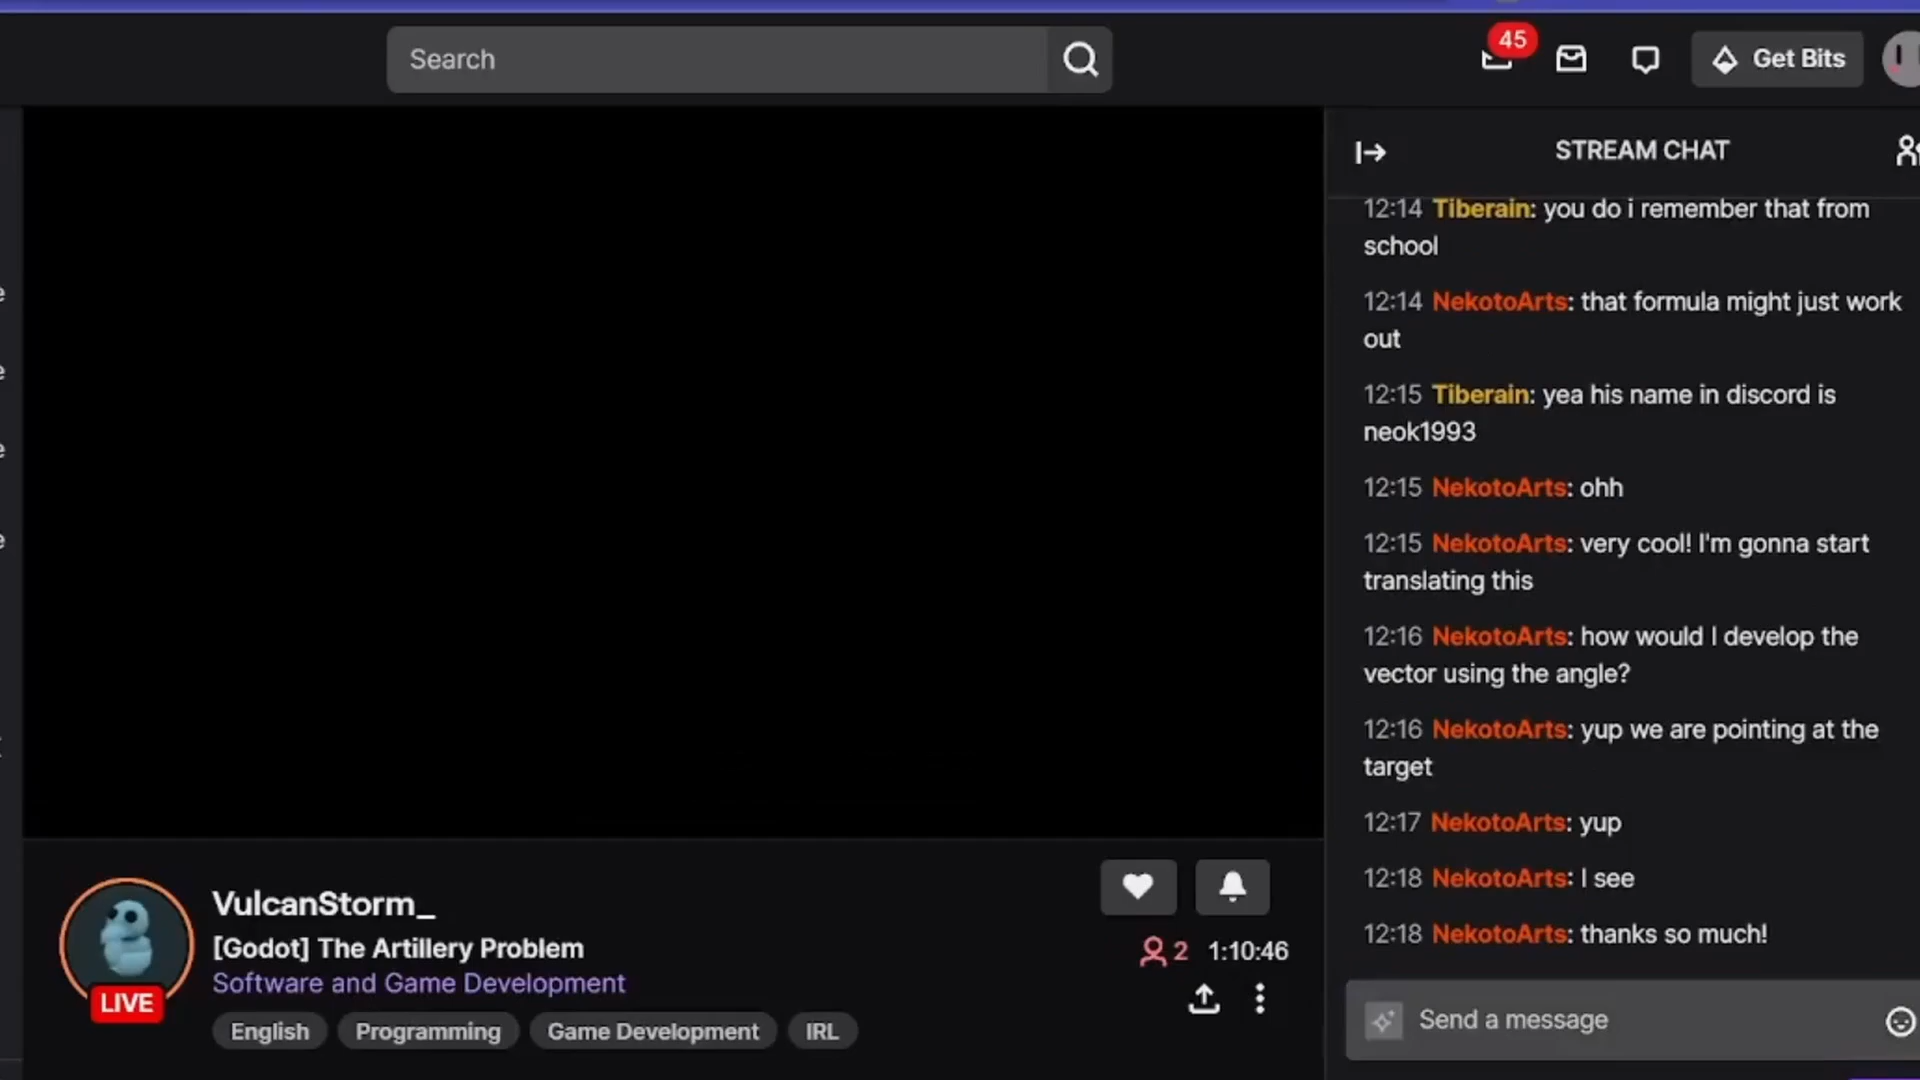 Search
45
Get Bits
STREAM CHAT
12:14 Tiberain: you do i remember that from
school
12:14 NekotoArts: that formula might just work
out
12:15 Tiberain: yea his name in discord is
neok1993
12:15 NekotoArts: ohh
12:15 NekotoArts: very cool! I'm gonna start
translating this
12:16 NekotoArts: how would I develop the
vector using the angle?
12:16 NekotoArts: yup we are pointing at the
target
12:17 NekotoArts: yup
12:18 NekotoArts: I see
12:18 NekotoArts: thanks so much!
Send a message
VulcanStorm_
[Godot] The Artillery Problem
2 1:10:46
Software and Game Development
LIVE
English Programming Game Development IRL